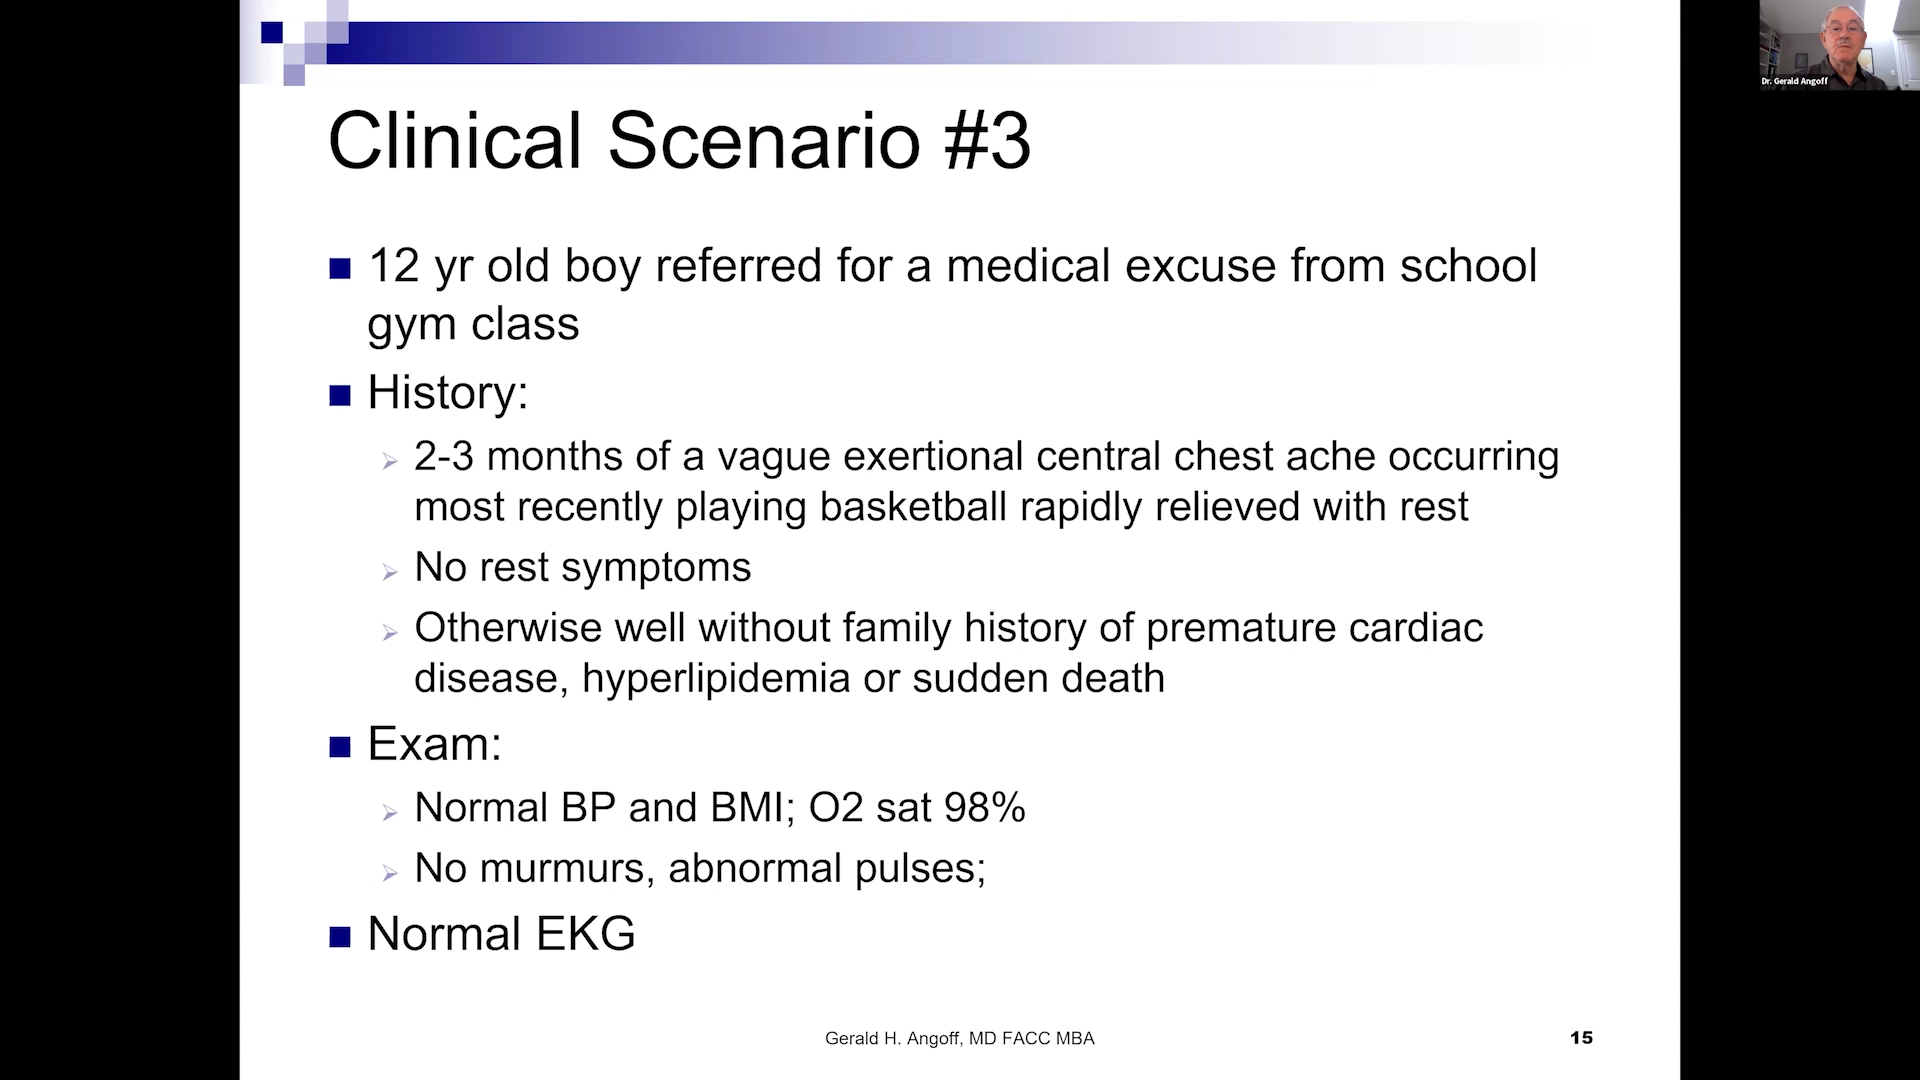 Dr. Gerald Angoff
Clinical Scenario #3
12 yr old boy referred for a medical excuse from school
gym class
History:
2-3 months of a vague exertional central chest ache occurring
most recently playing basketball rapidly relieved with rest
No rest symptoms
Otherwise well without family history of premature cardiac
disease, hyperlipidemia or sudden death
Exam:
Normal BP and BMI; O2 sat 98%
No murmurs, abnormal pulses;
Normal EKG
Gerald H. Angoff, MD FACC MBA
15